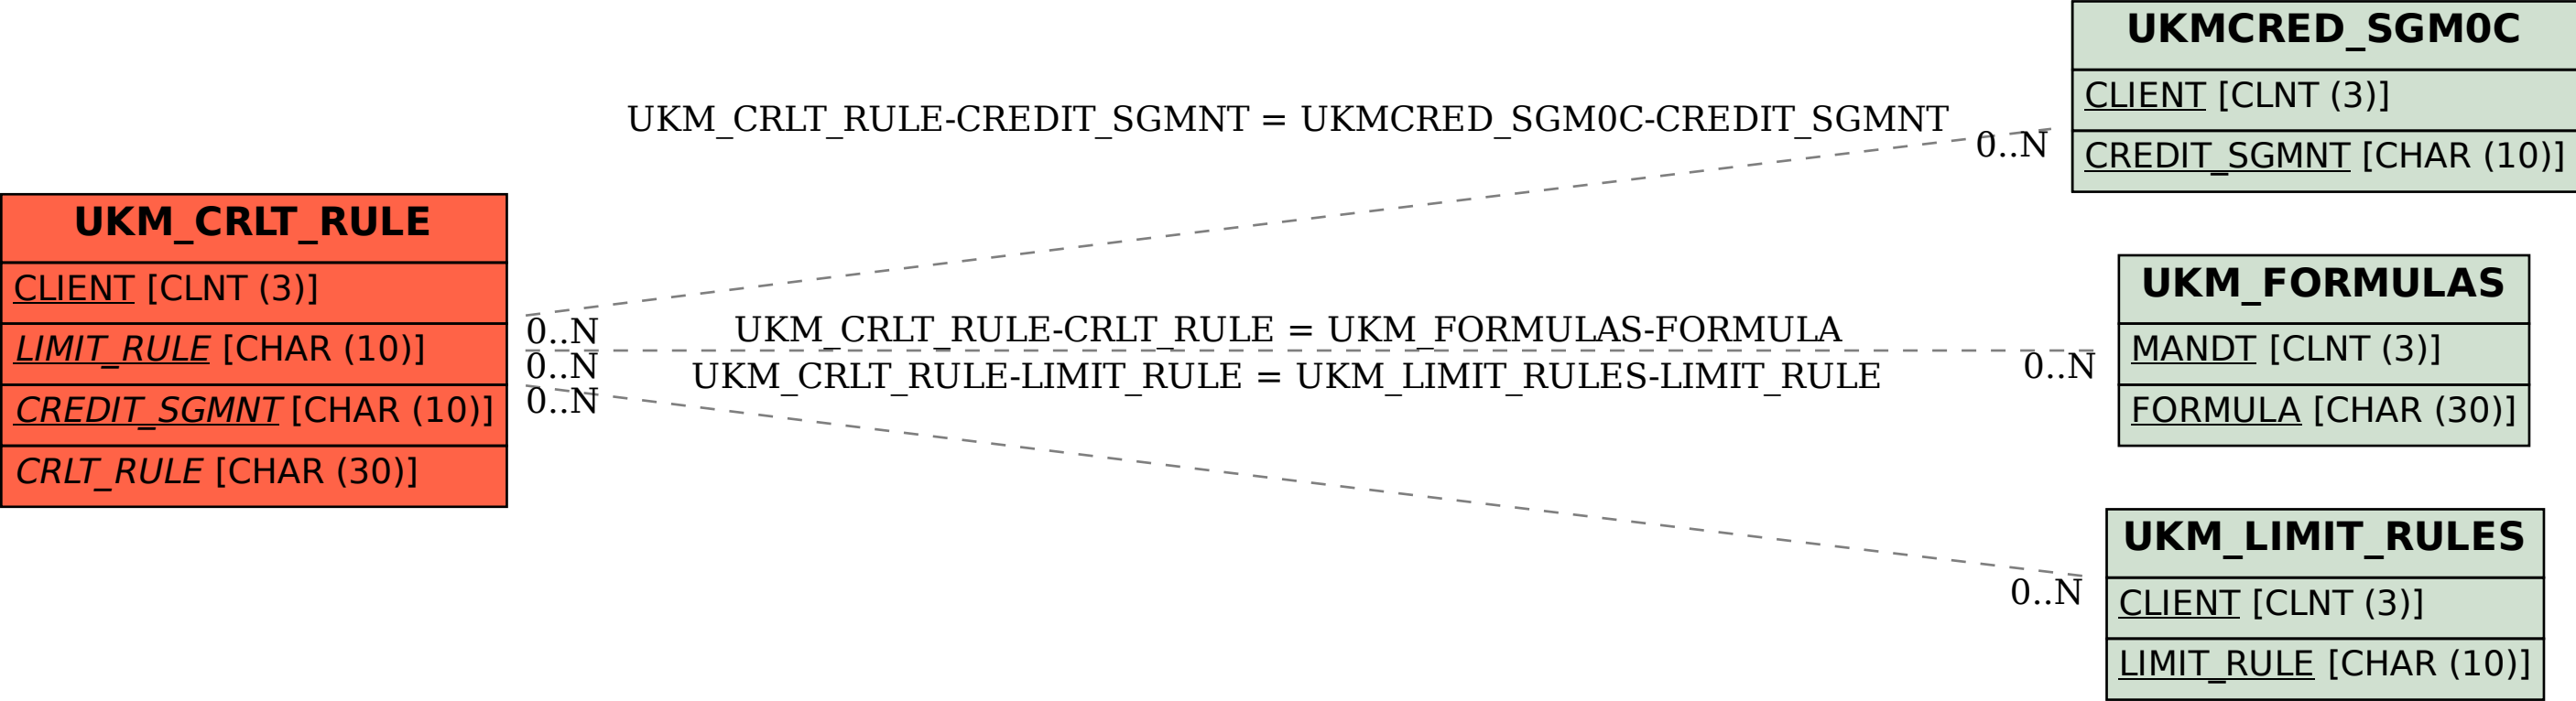 UKM_CRLT_RULE
CLIENT [CLNT (3)]
LIMIT_RULE [CHAR (10)]
CREDIT_SGMNT [CHAR (10)]
CRLT_RULE [CHAR (30)]
UKM_CRLT_RULE-CREDIT_SGMNT = UKMCRED_SGM0C-CREDIT_SGMNT
0..N
0..N
UKM_CRLT_RULE-CRLT_RULE = UKM_FORMULAS-FORMULA
0..N
0..N
UKM_CRLT_RULE-LIMIT_RULE = UKM_LIMIT_RULES-LIMIT_RULE
0..N
0..N
UKMCRED_SGM0C
CLIENT [CLNT (3)]
CREDIT_SGMNT [CHAR (10)]
UKM_FORMULAS
MANDT [CLNT (3)]
FORMULA [CHAR (30)]
UKM_LIMIT_RULES
CLIENT [CLNT (3)]
LIMIT_RULE [CHAR (10)]